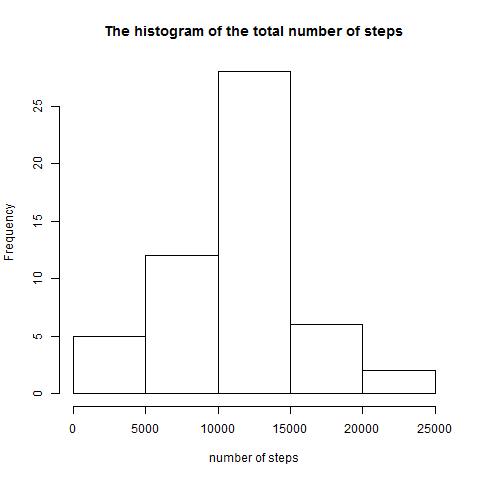 The histogram of the total number of steps
Frequency
25
20
15
10
5
0
0 5000 10000 15000 20000 25000
number of steps